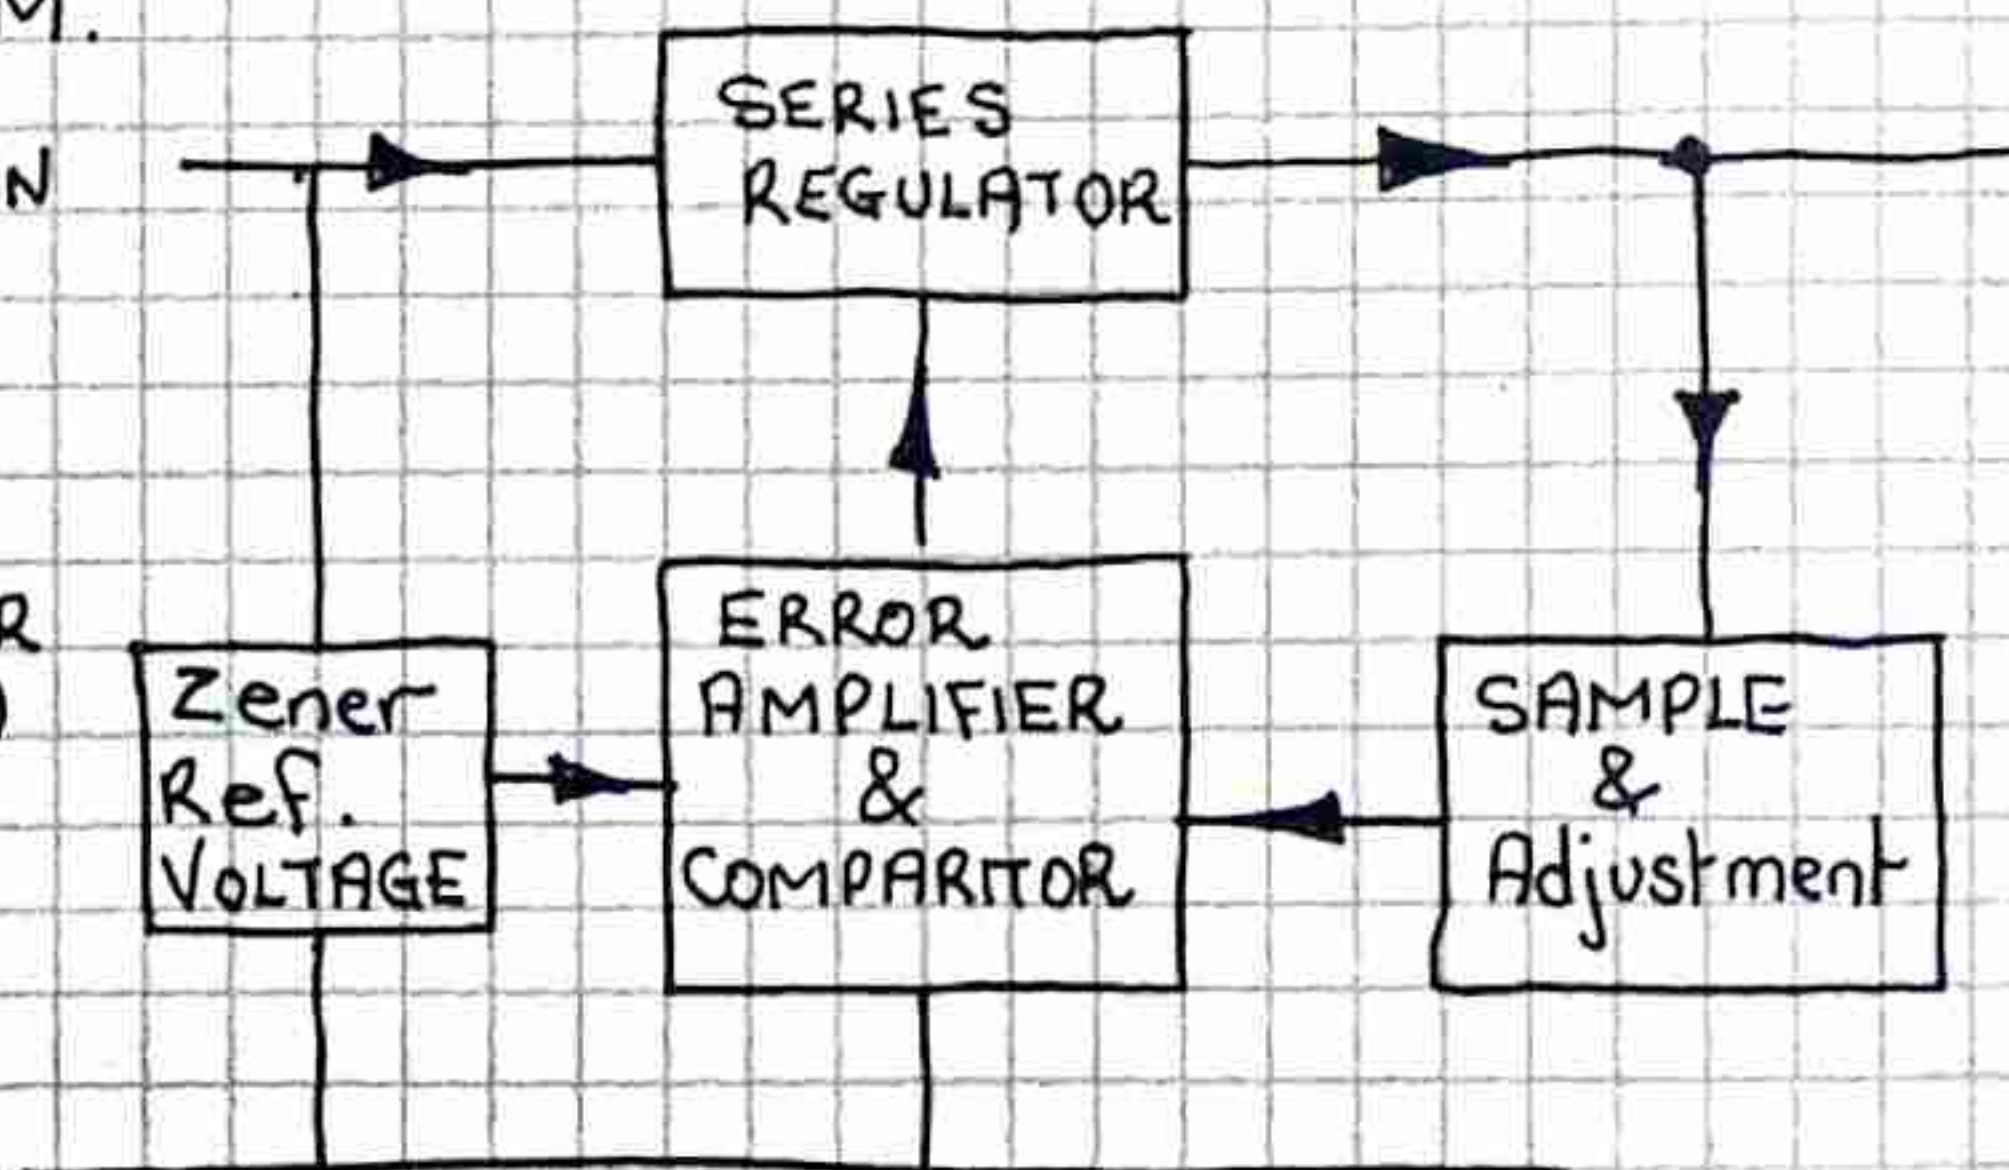 M.
N
SERIES
REGULATOR
R
)
Zener
Ref.
VOLTAGE
ERROR
AMPLIFIER
&
COMPARITOR
SAMPLE
&
Adjustment